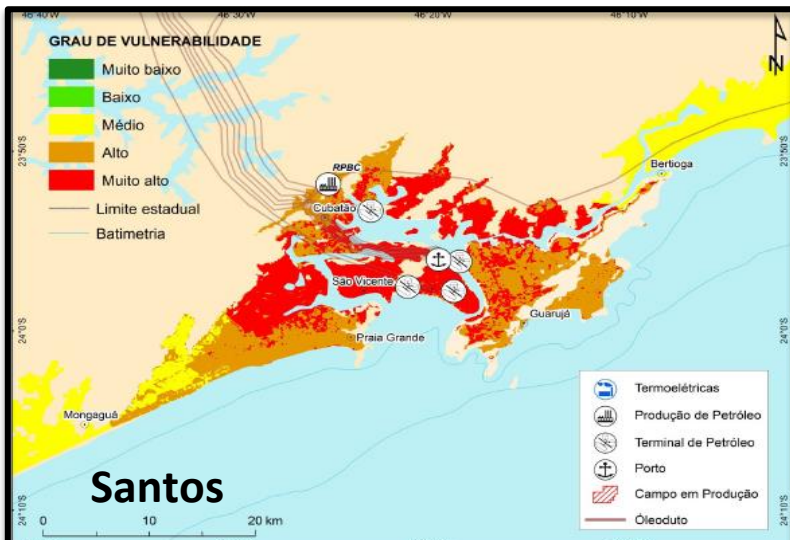 46°40'W 46°30'W 46°20'W 46°10'W
GRAU DE VULNERABILIDADE
Muito baixo
Baixo
Médio
Alto
Muito alto
Limite estadual
Batimetria
N
23°50'S
23°50'S
RPBC
Bertioga
Cubatão
São Vicente
Guarujá
24°0'S
24°0'S
Praia Grande
Mongaguá
Termoelétricas
Produção de Petróleo
Terminal de Petróleo
Porto
Campo em Produção
Óleoduto
Santos
24°10'S
24°10'S
0 10 20 km